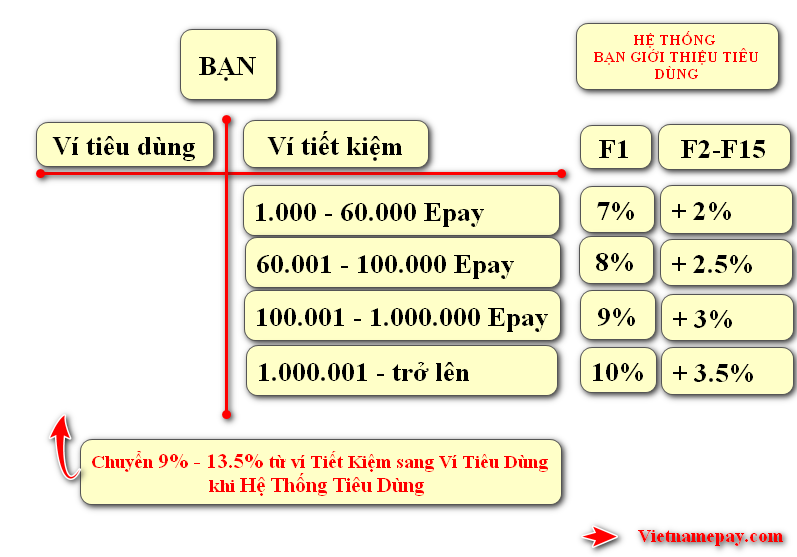 BẠN
HỆ THỐNG
BẠN GIỚI THIỆU TIÊU
DÙNG
Ví tiêu dùng
Ví tiết kiệm
F1
F2-F15
1.000 - 60.000 Epay
7%
+ 2%
60.001 - 100.000 Epay
8%
+ 2.5%
100.001 - 1.000.000 Epay
9%
+ 3%
1.000.001 - trở lên
10%
+ 3.5%
Chuyển 9% - 13.5% từ ví Tiết Kiệm sang Ví Tiêu Dùng
khi Hệ Thống Tiêu Dùng
Vietnamepay.com